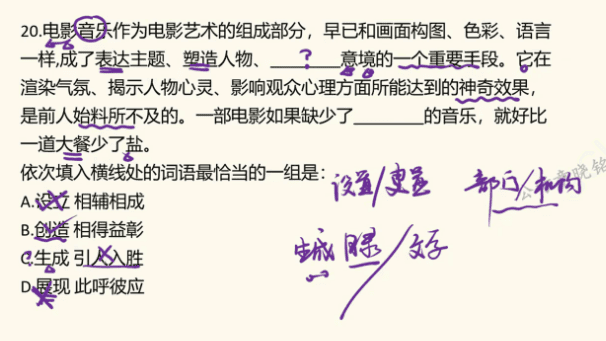 20.电影音乐作为电影艺术的组成部分，早已和画面构图、色彩、语言
一样,成了表达主题、塑造人物、________意境的一个重要手段。它在
渲染气氛、揭示人物心灵、影响观众心理方面所能达到的神奇效果，
是前人始料所不及的。一部电影如果缺少了________的音乐，就好比
一道大餐少了盐。
依次填入横线处的词语最恰当的一组是：
A.设立 相辅相成
B.创造 相得益彰
C.生成 引人入胜
D.展现 此呼彼应
?
设置/更盖
部门/机构
生成 腺/文字
晓铭